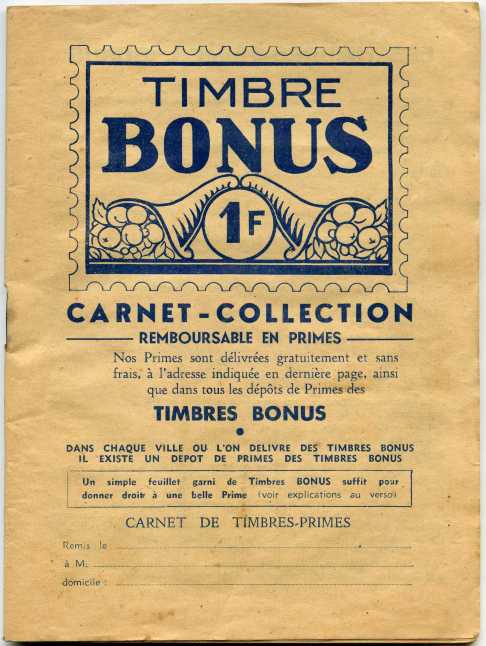 TIMBRE
BONUS
1F
CARNET-COLLECTION
REMBOURSABLE EN PRIMES
Nos Primes sont délivrées gratuitement et sans
frais, à l'adresse indiquée en dernière page, ainsi
que dans tous les dépôts de Primes des
TIMBRES BONUS
•
DANS CHAQUE VILLE OU L'ON DELIVRE DES TIMBRES BONUS
IL EXISTE UN DEPOT DE PRIMES DES TIMBRES BONUS
Un simple feuillet garni de Timbres BONUS suffit pour
donner droit à une belle Prime (voir explications au verso)
CARNET DE TIMBRES-PRIMES
Remis le
à M.
domicile :